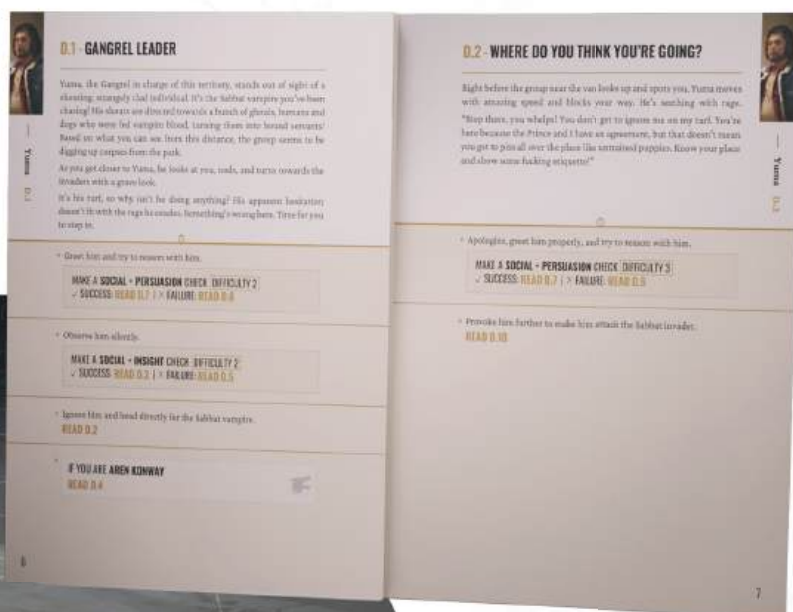 D.1 - GANGREL LEADER
Yuma, the Gangrel in charge of this territory, stands out of sight of a
shouting, strangely clad individual. It's the Sabbat vampire you've been
chasing! His shouts are directed towards a bunch of ghouls, humans and
dogs who were fed vampire blood, turning them into bound servants!
Based on what you can see from this distance, the group seems to be
digging up corpses from the park.
As you get closer to Yuma, he looks at you, nods, and turns towards the
invaders with a grave look.
It's his turf, so why isn't he doing anything? His apparent hesitation
doesn't fit with the rage he exudes. Something's wrong here. Time for you
to step in.
Greet him and try to reason with him.
MAKE A SOCIAL + PERSUASION CHECK DIFFICULTY 2
✓ SUCCESS: READ D.7 | × FAILURE: READ D.6
Observe him silently.
MAKE A SOCIAL + INSIGHT CHECK DIFFICULTY 2
✓ SUCCESS: READ D.3 | × FAILURE: READ D.5
Ignore him and head directly for the Sabbat vampire.
READ D.2
IF YOU ARE AREN KONWAY
READ D.4
Yuma D.1
6
D.2 - WHERE DO YOU THINK YOU'RE GOING?
Right before the group near the van looks up and spots you, Yuma moves
with amazing speed and blocks your way. He's seething with rage.
"Stop there, you whelps! You don't get to ignore me on my turf. You're
here because the Prince and I have an agreement, but that doesn't mean
you get to piss all over the place like untrained puppies. Know your place
and show some fucking etiquette!"
Apologize, greet him properly, and try to reason with him.
MAKE A SOCIAL + PERSUASION CHECK DIFFICULTY 3
✓ SUCCESS: READ D.7 | × FAILURE: READ D.9
Provoke him further to make him attack the Sabbat invader.
READ D.10
Yuma D.2
7